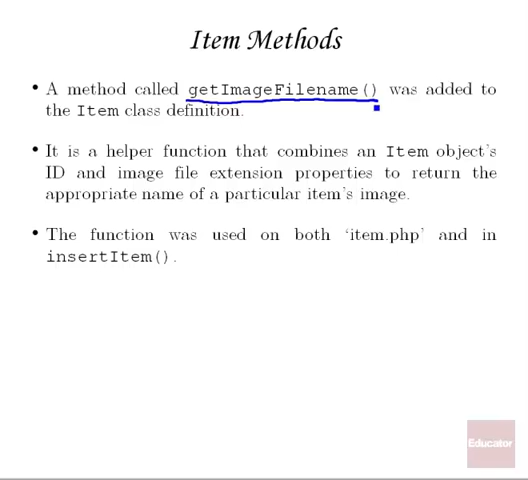 Item Methods
• A method called getImageFilename() was added to
the Item class definition.
• It is a helper function that combines an Item object's
ID and image file extension properties to return the
appropriate name of a particular item's image.
• The function was used on both 'item.php' and in
insertItem().
Educator